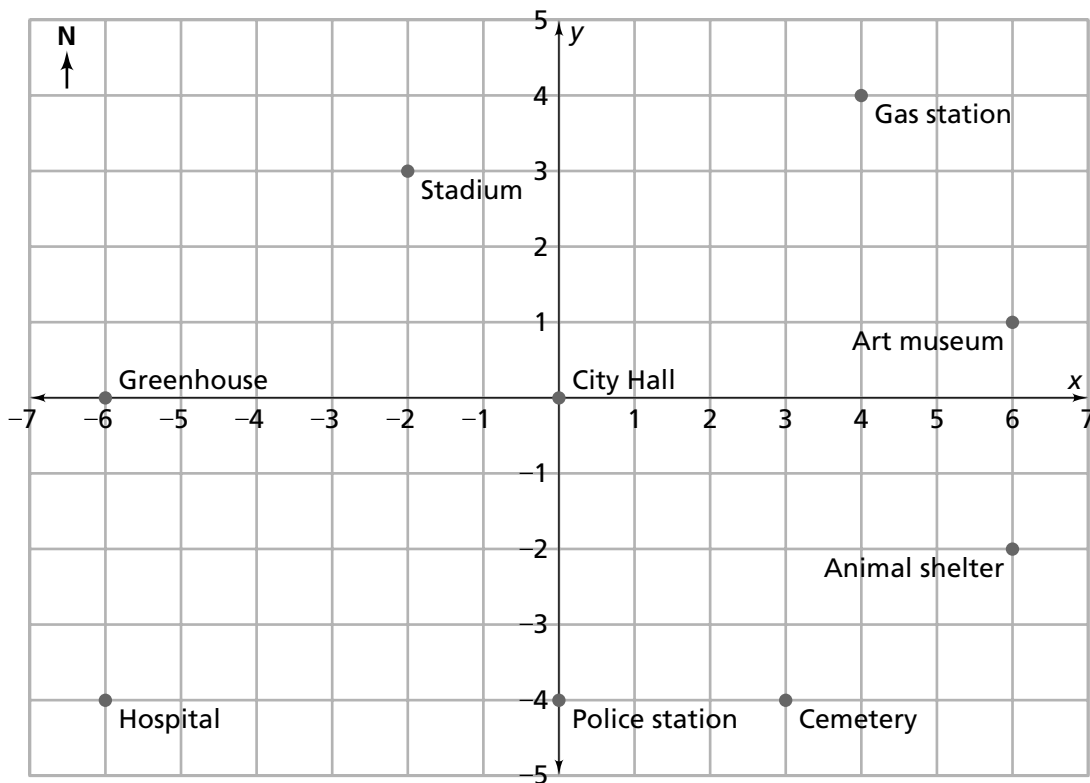 5
y
N
4
Gas station
3
Stadium
2
1
Art museum
Greenhouse
City Hall
x
−7 −6 −5 −4 −3 −2 −1 1 2 3 4 5 6 7
−1
−2
Animal shelter
−3
−4
Hospital
Police station
Cemetery
−5